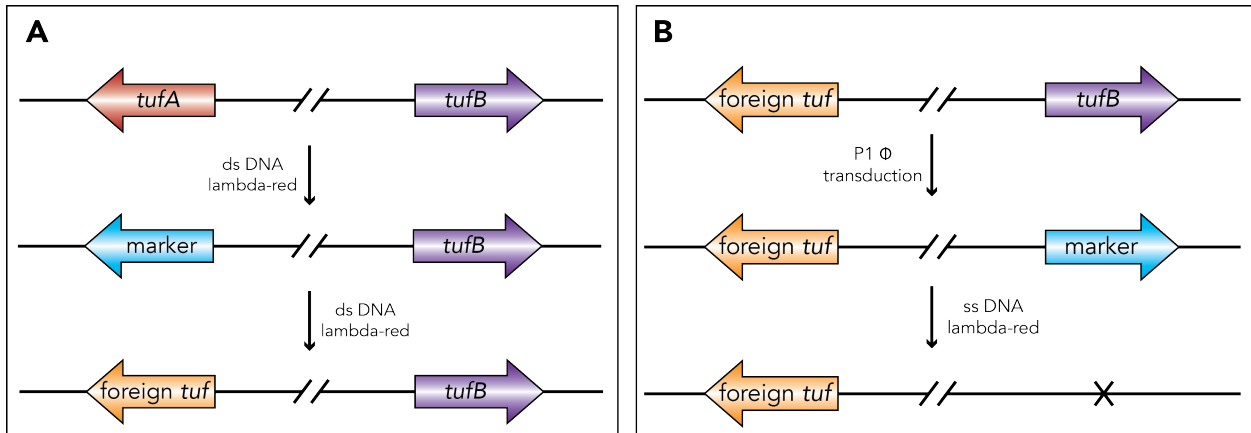 A
tufA
tufB
ds DNA
lambda-red
marker
tufB
ds DNA
lambda-red
foreign tuf
tufB
B
foreign tuf
tufB
P1 Φ
transduction
foreign tuf
marker
ss DNA
lambda-red
foreign tuf
X